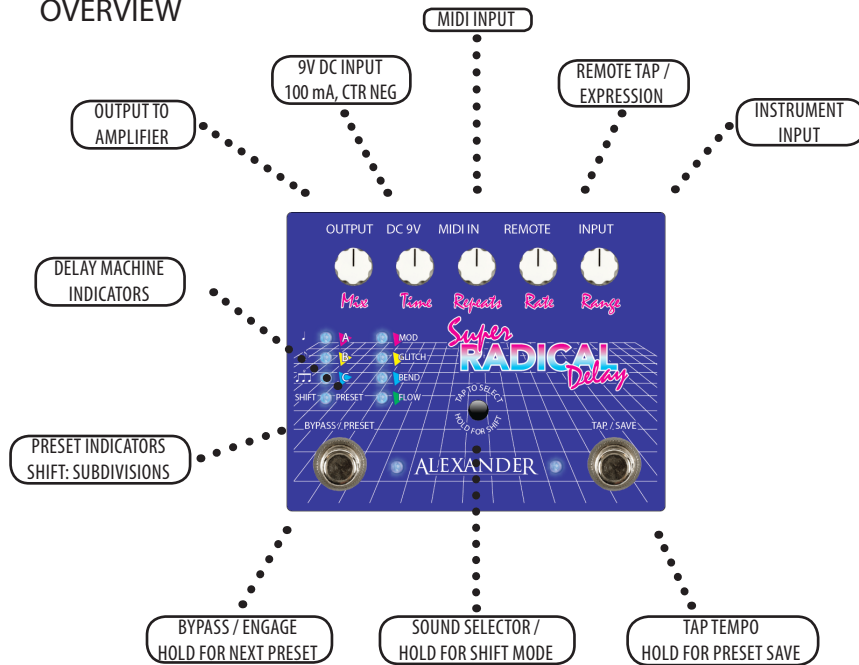 OVERVIEW
MIDI INPUT
9V DC INPUT
100 mA, CTR NEG
REMOTE TAP /
EXPRESSION
OUTPUT TO
AMPLIFIER
INSTRUMENT
INPUT
OUTPUT DC 9V MIDI IN REMOTE INPUT
Mix Time Repeats Rate Range
DELAY MACHINE
INDICATORS
A MOD
B GLITCH
C BEND
SHIFT PRESET FLOW
Super
RADICAL
Delay
TAP TO SELECT
HOLD FOR SHIFT
BYPASS / PRESET
TAP / SAVE
PRESET INDICATORS
SHIFT: SUBDIVISIONS
ALEXANDER
BYPASS / ENGAGE
HOLD FOR NEXT PRESET
SOUND SELECTOR /
HOLD FOR SHIFT MODE
TAP TEMPO
HOLD FOR PRESET SAVE